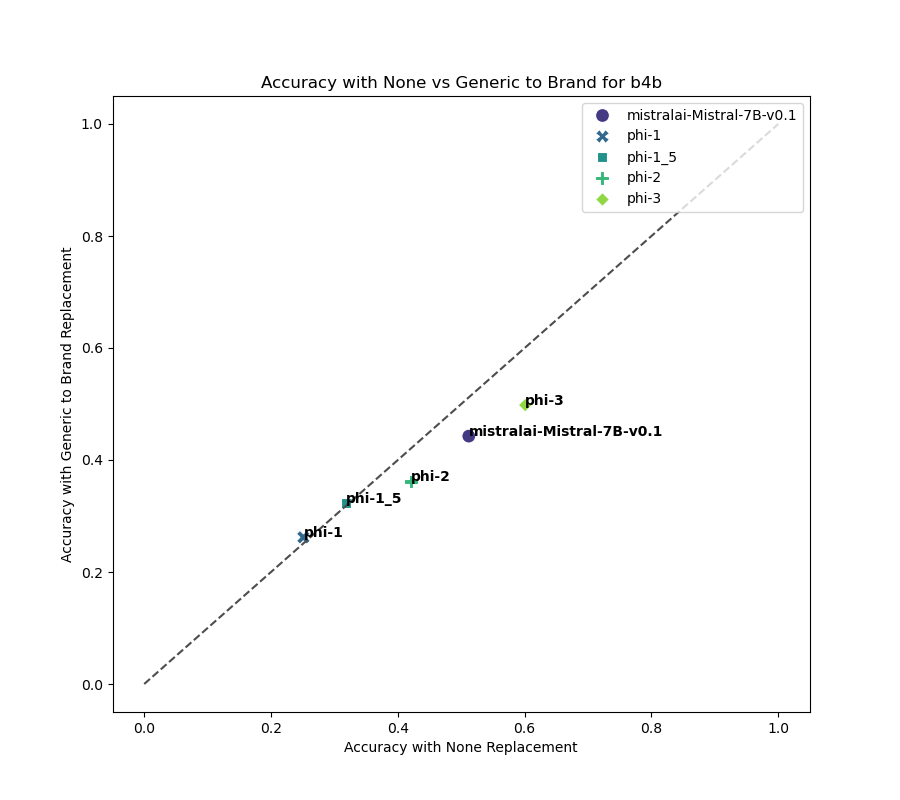 Accuracy with None vs Generic to Brand for b4b
mistralai-Mistral-7B-v0.1
phi-1
phi-1_5
phi-2
phi-3
Accuracy with Generic to Brand Replacement
1.0
0.8
0.6
0.4
0.2
0.0
phi-3
mistralai-Mistral-7B-v0.1
phi-2
phi-1_5
phi-1
0.0
0.2
0.4
0.6
0.8
1.0
Accuracy with None Replacement